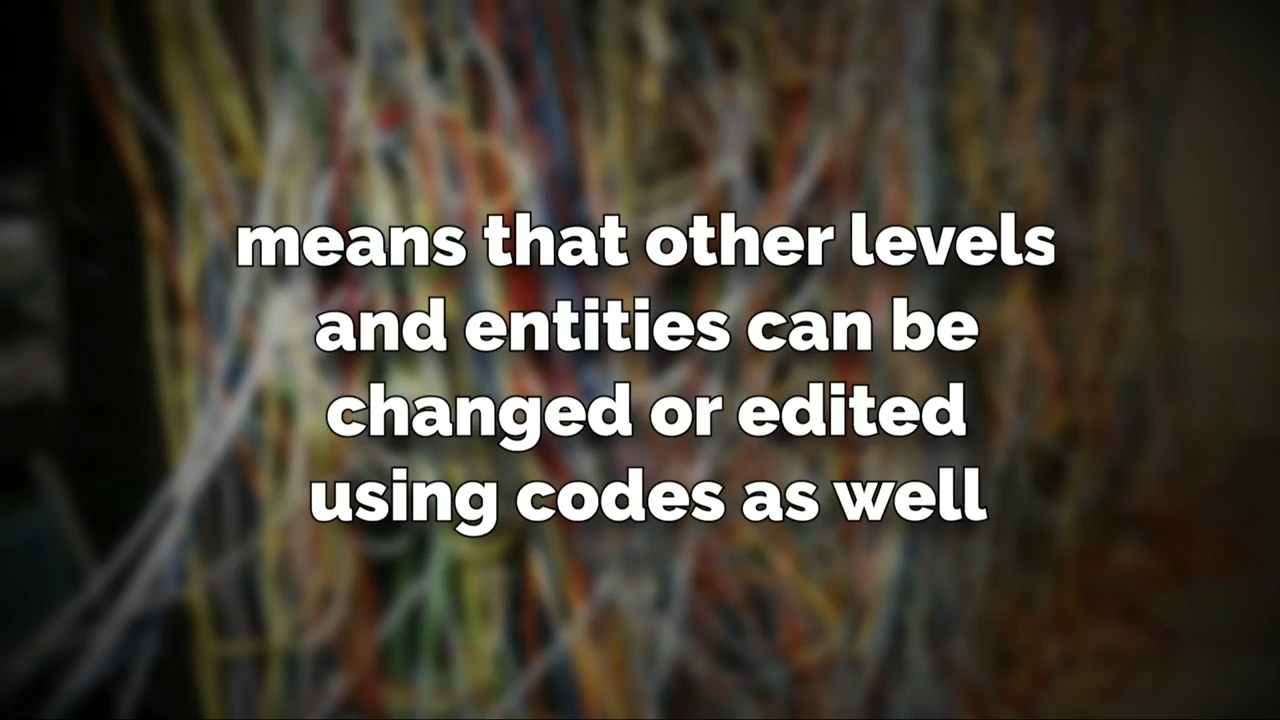 means that other levels
and entities can be
changed or edited
using codes as well